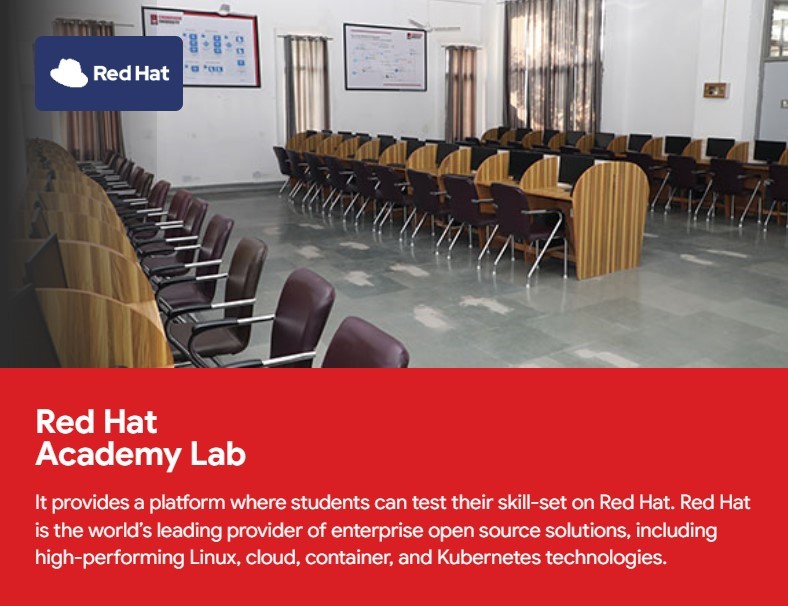 Red Hat
Red Hat
Academy Lab
It provides a platform where students can test their skill-set on Red Hat. Red Hat
is the world's leading provider of enterprise open source solutions, including
high-performing Linux, cloud, container, and Kubernetes technologies.